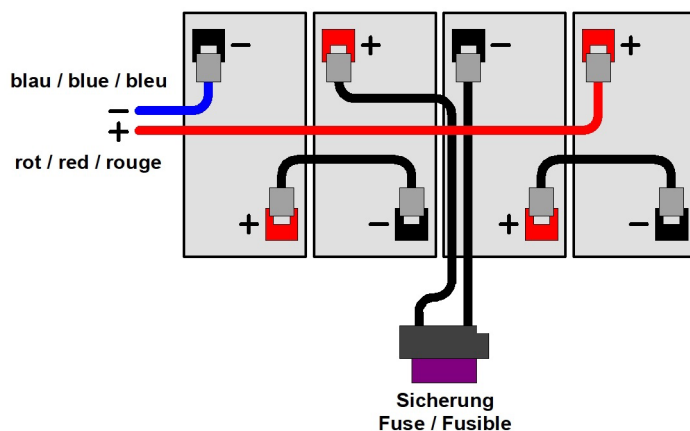 −
+
−
+
blau / blue / bleu
−
+
rot / red / rouge
+
−
+
−
Sicherung
Fuse / Fusible